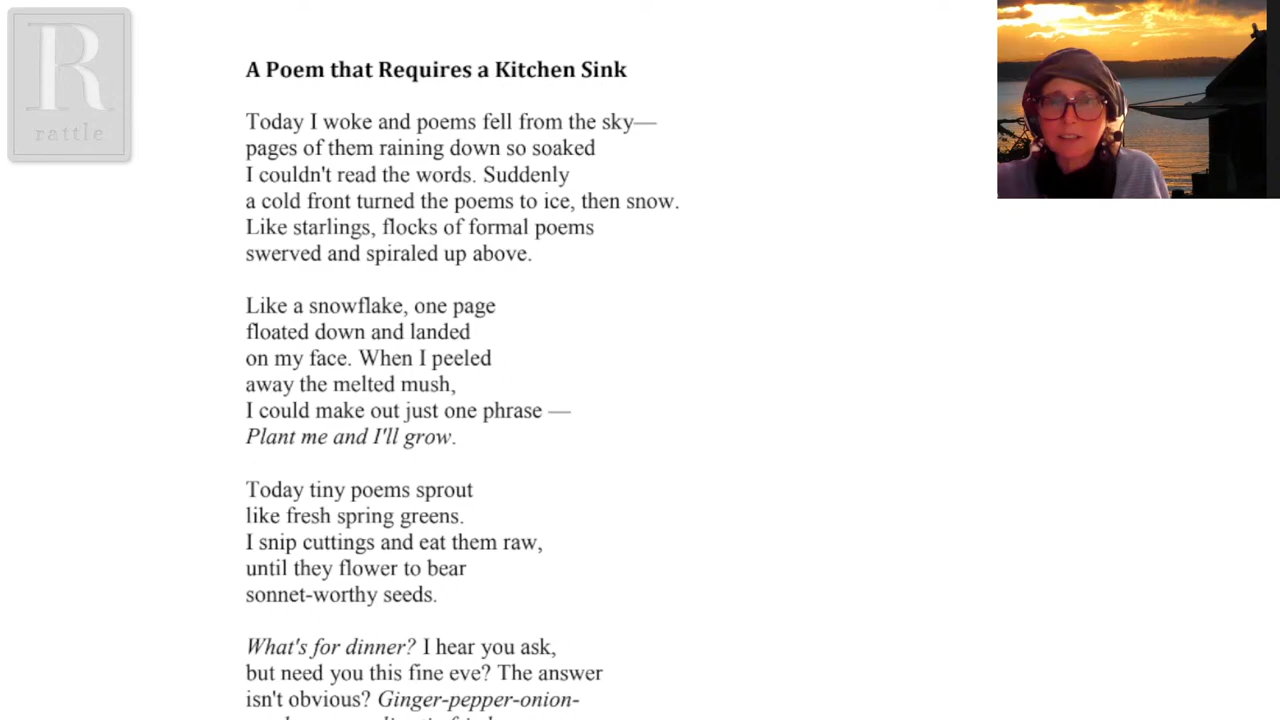 R
rattle
A Poem that Requires a Kitchen Sink
Today I woke and poems fell from the sky—
pages of them raining down so soaked
I couldn't read the words. Suddenly
a cold front turned the poems to ice, then snow.
Like starlings, flocks of formal poems
swerved and spiraled up above.
Like a snowflake, one page
floated down and landed
on my face. When I peeled
away the melted mush,
I could make out just one phrase —
Plant me and I'll grow.
Today tiny poems sprout
like fresh spring greens.
I snip cuttings and eat them raw,
until they flower to bear
sonnet-worthy seeds.
What's for dinner? I hear you ask,
but need you this fine eve? The answer
isn't obvious? Ginger-pepper-onion-